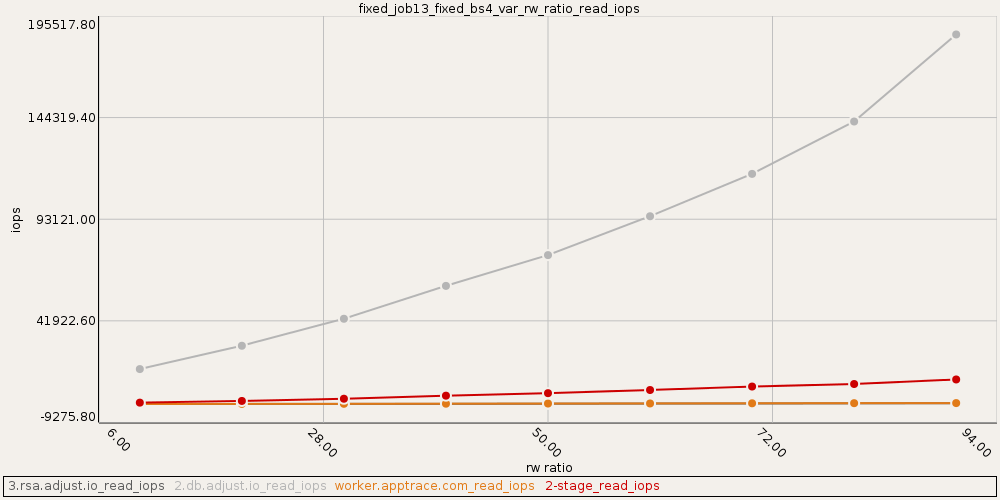 fixed_job13_fixed_bs4_var_rw_ratio_read_iops
195517.80
144319.40
93121.00
41922.60
-9275.80
iops
6.00
28.00
50.00
72.00
94.00
rw ratio
3.rsa.adjust.io_read_iops 2.db.adjust.io_read_iops worker.apptrace.com_read_iops 2-stage_read_iops